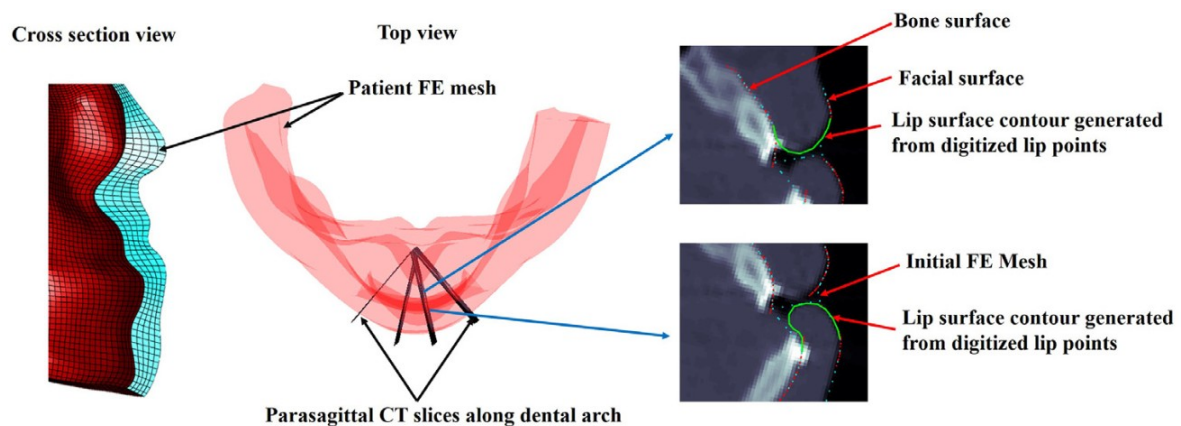 Cross section view
Top view
Patient FE mesh
Parasagittal CT slices along dental arch
Bone surface
Facial surface
Lip surface contour generated
from digitized lip points
Initial FE Mesh
Lip surface contour generated
from digitized lip points